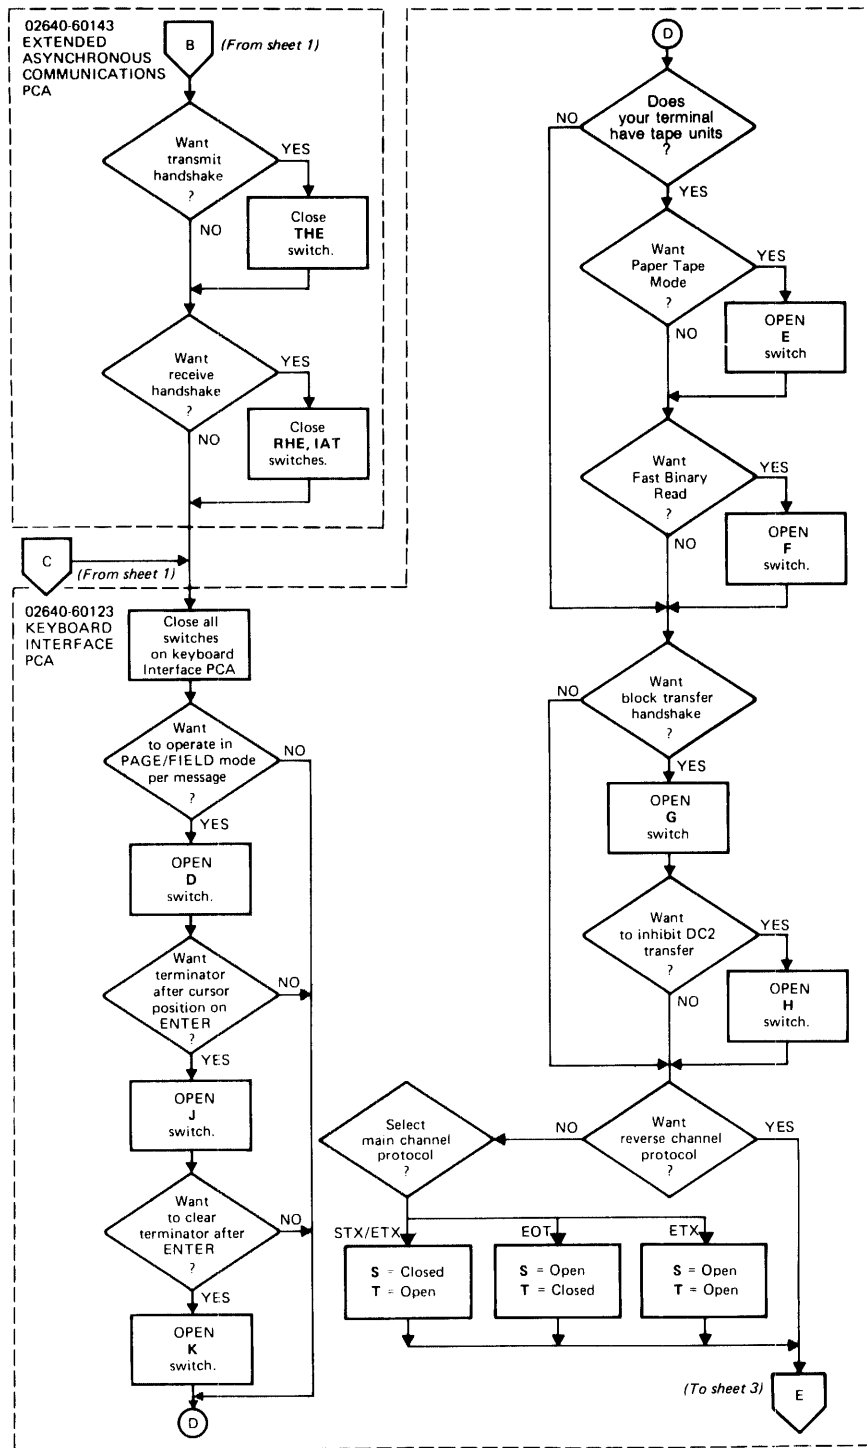 02640-60143
EXTENDED
ASYNCHRONOUS
COMMUNICATIONS
PCA
B
(From sheet 1)
Want
transmit
handshake
?
YES
NO
Close
THE
switch.
Want
receive
handshake
?
YES
NO
Close
RHE, IAT
switches.
C
(From sheet 1)
02640-60123
KEYBOARD
INTERFACE
PCA
Close all
switches
on keyboard
Interface PCA
Want
to operate in
PAGE/FIELD mode
per message
?
NO
YES
OPEN
D
switch.
Want
terminator
after cursor
position on
ENTER
?
NO
YES
OPEN
J
switch.
Want
to clear
terminator after
ENTER
?
NO
YES
OPEN
K
switch.
D
D
Does
your terminal
have tape units
?
NO
YES
Want
Paper Tape
Mode
?
YES
NO
OPEN
E
switch
Want
Fast Binary
Read
?
YES
NO
OPEN
F
switch.
Want
block transfer
handshake
?
NO
YES
OPEN
G
switch
Want
to inhibit DC2
transfer
?
YES
NO
OPEN
H
switch.
Want
reverse channel
protocol
?
NO
YES
Select
main channel
protocol
?
STX/ETX
S = Closed
T = Open
EOT
S = Open
T = Closed
ETX
S = Open
T = Open
(To sheet 3)
E